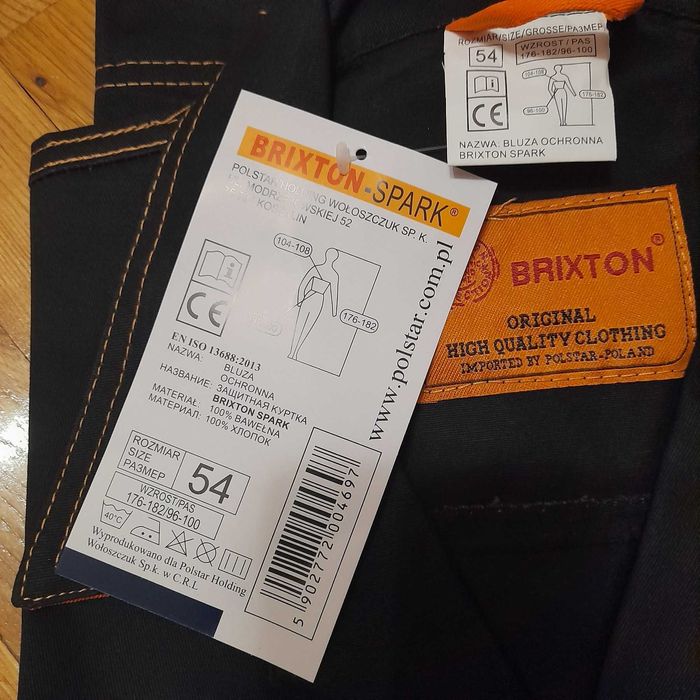 ROZMIAR/SIZE/GROSSE/РАЗМЕР
54
WZROST / PAS
176-182/96-100
104-108
176-182
96-100
i
CE
NAZWA: BLUZA OCHRONNA
BRIXTON SPARK
BRIXTON®
ORIGINAL
HIGH QUALITY CLOTHING
IMPORTED BY POLSTAR-POLAND
BRIXTON-SPARK®
POLSTAR HOLDING WOŁOSZCZUK SP. K.
52
www.polstar.com.pl
104-108
176-182
i
CE
EN ISO 13688:2013
NAZWA: BLUZA
OCHRONNA
НАЗВАНИЕ: ЗАЩИТНАЯ КУРТКА
BRIXTON SPARK
MATERIAŁ: 100% BAWEŁNA
МАТЕРИАЛ: 100% ХЛОПОК
ROZMIAR
SIZE
РАЗМЕР
54
WZROST/PAS
176-182/96-100
40°C
Wyprodukowano dla Polstar Holding
Wołoszczuk Sp.k. w C.R.L
5902772004697